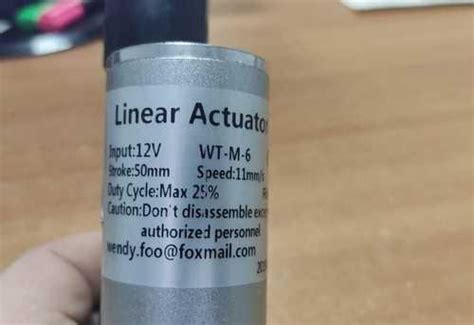 Linear Actuator
Input:12V WT-M-6
Stroke:50mm Speed:11mm/s
Duty Cycle:Max 25%
Caution:Don't disassemble exce
authorized personnel
wendy.foo@foxmail.com